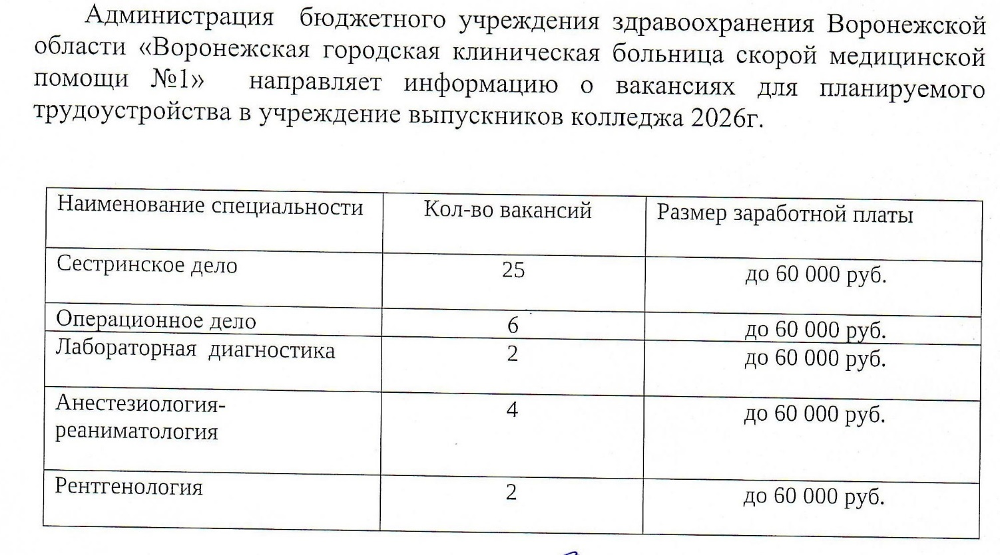 Администрация бюджетного учреждения здравоохранения Воронежской
области «Воронежская городская клиническая больница скорой медицинской
помощи №1» направляет информацию о вакансиях для планируемого
трудоустройства в учреждение выпускников колледжа 2026г.
Наименование специальности Кол-во вакансий Размер заработной платы
Сестринское дело 25 до 60 000 руб.
Операционное дело 6 до 60 000 руб.
Лабораторная диагностика 2 до 60 000 руб.
Анестезиология- 4 до 60 000 руб.
реаниматология
Рентгенология 2 до 60 000 руб.